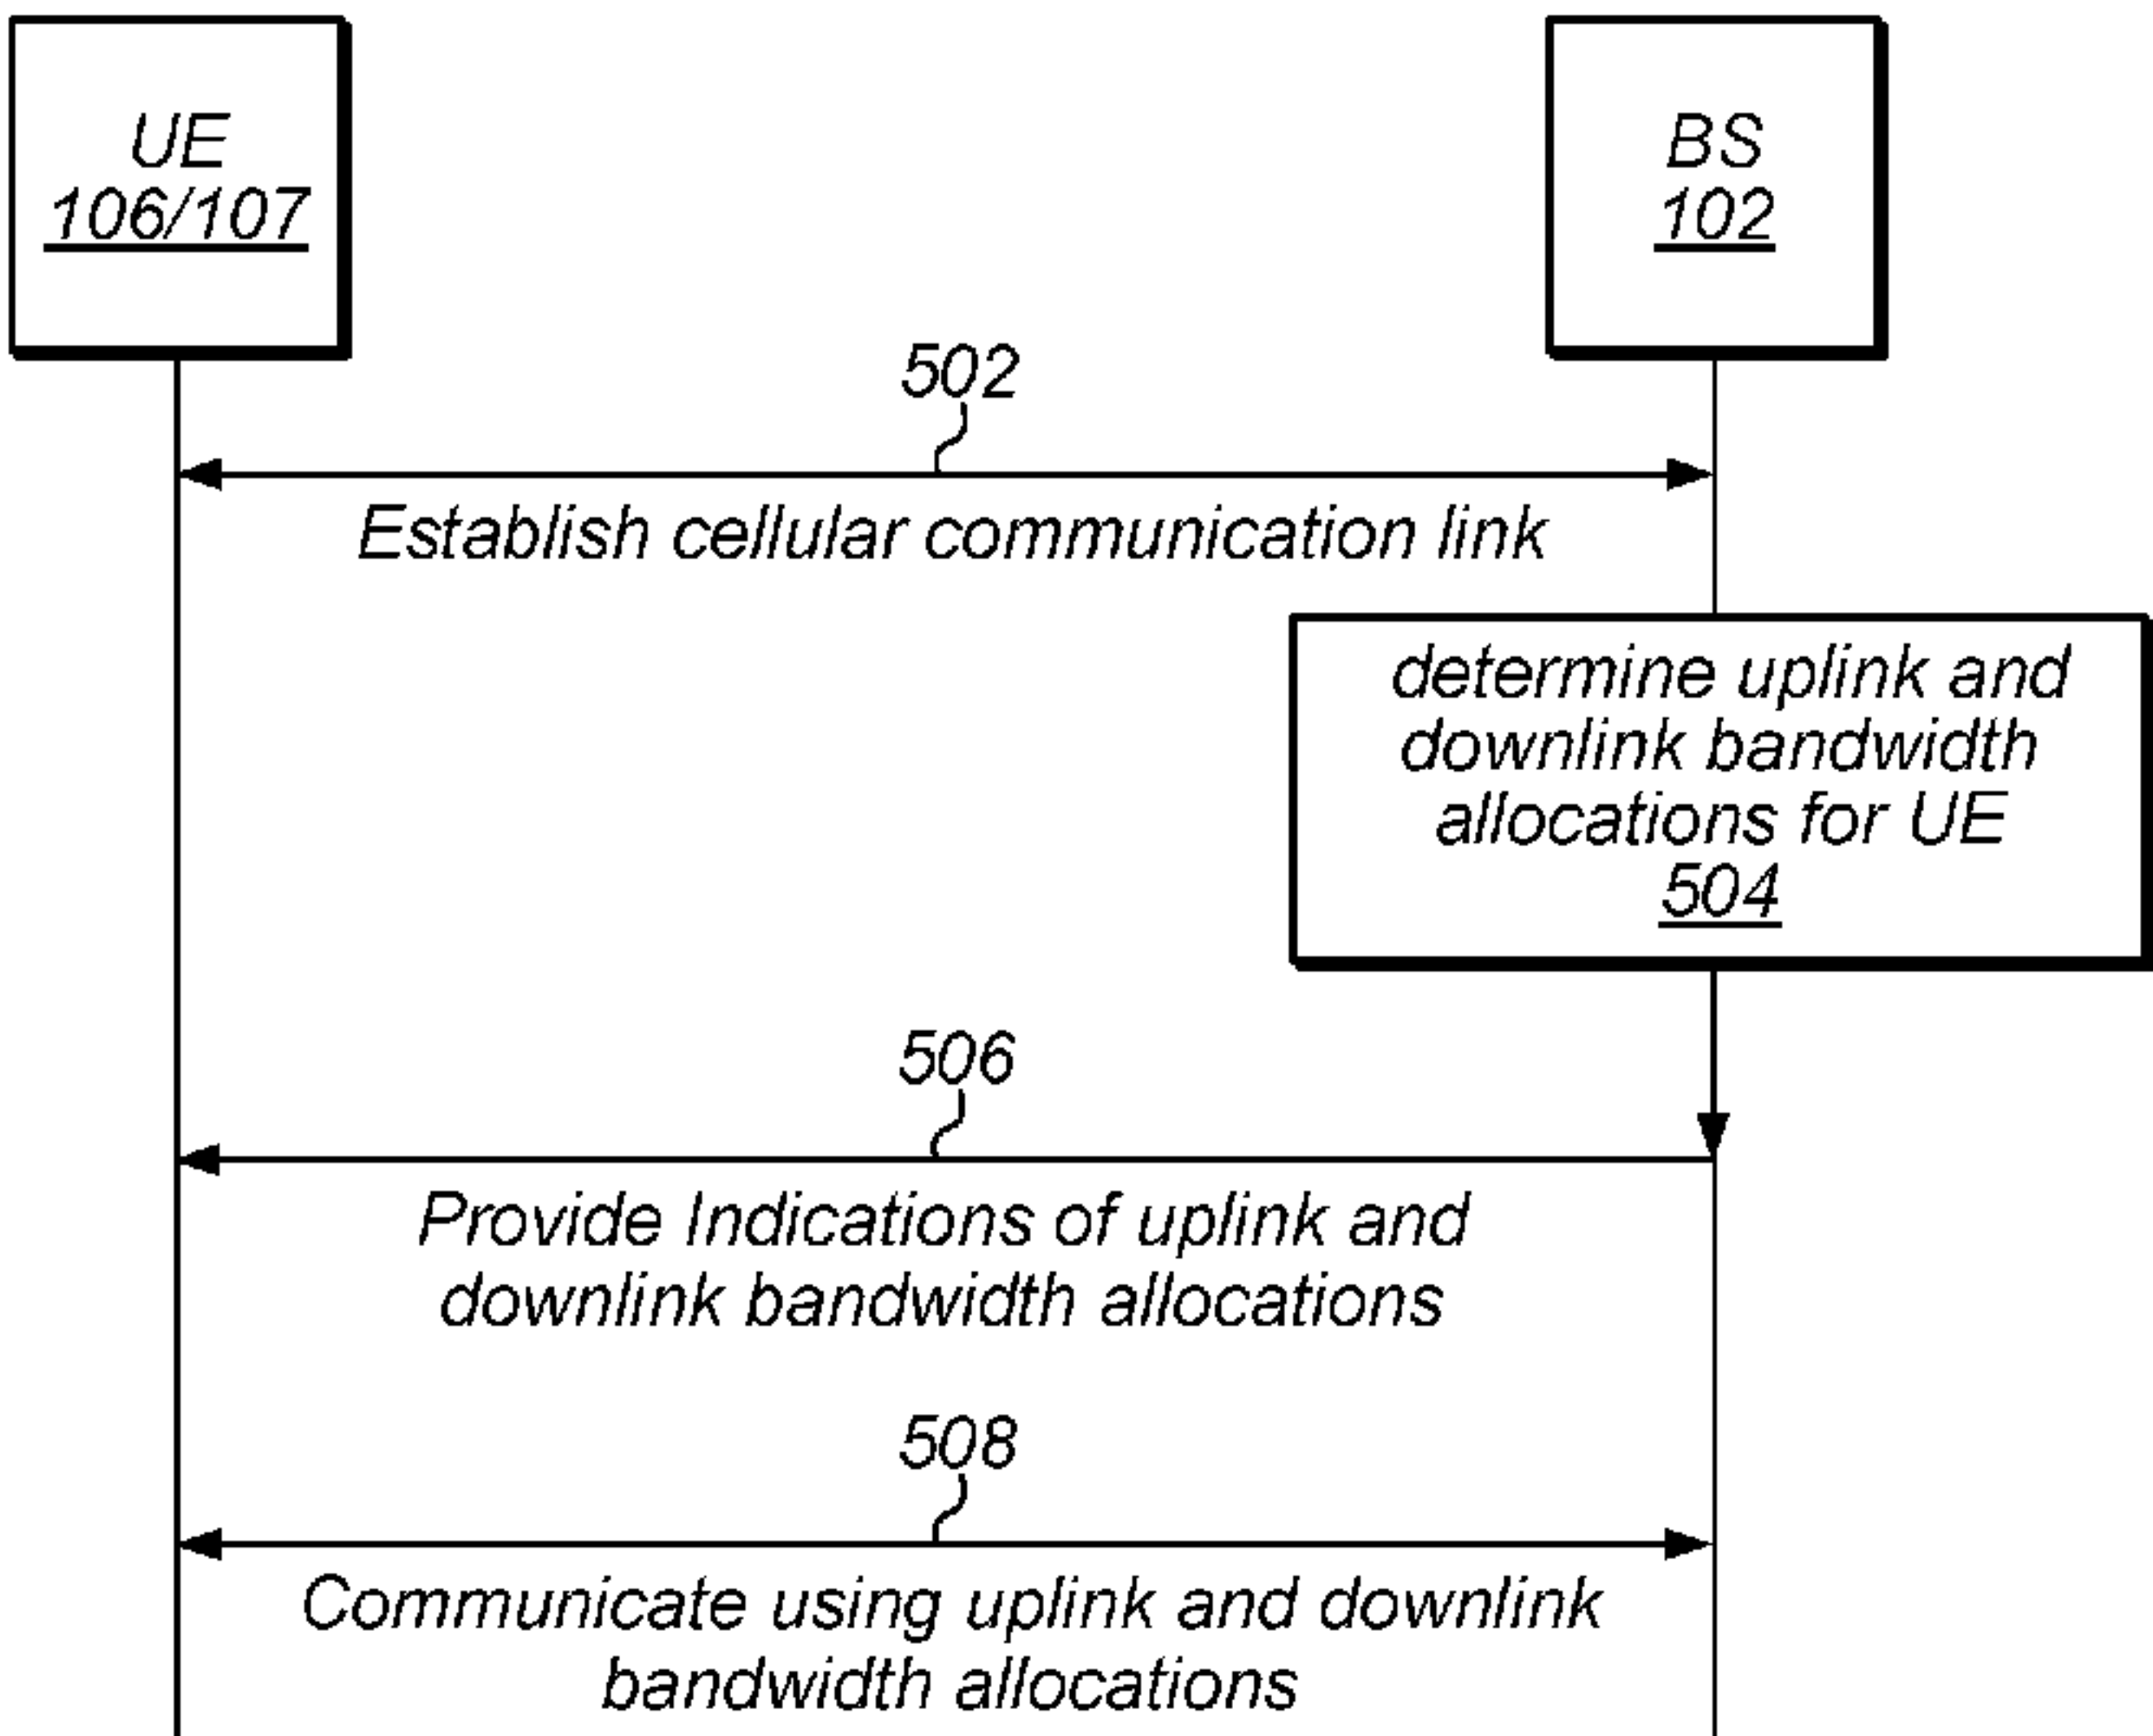 UE
106/107
BS
102
502
Establish cellular communication link
determine uplink and
downlink bandwidth
allocations for UE
504
506
Provide Indications of uplink and
downlink bandwidth allocations
508
Communicate using uplink and downlink
bandwidth allocations